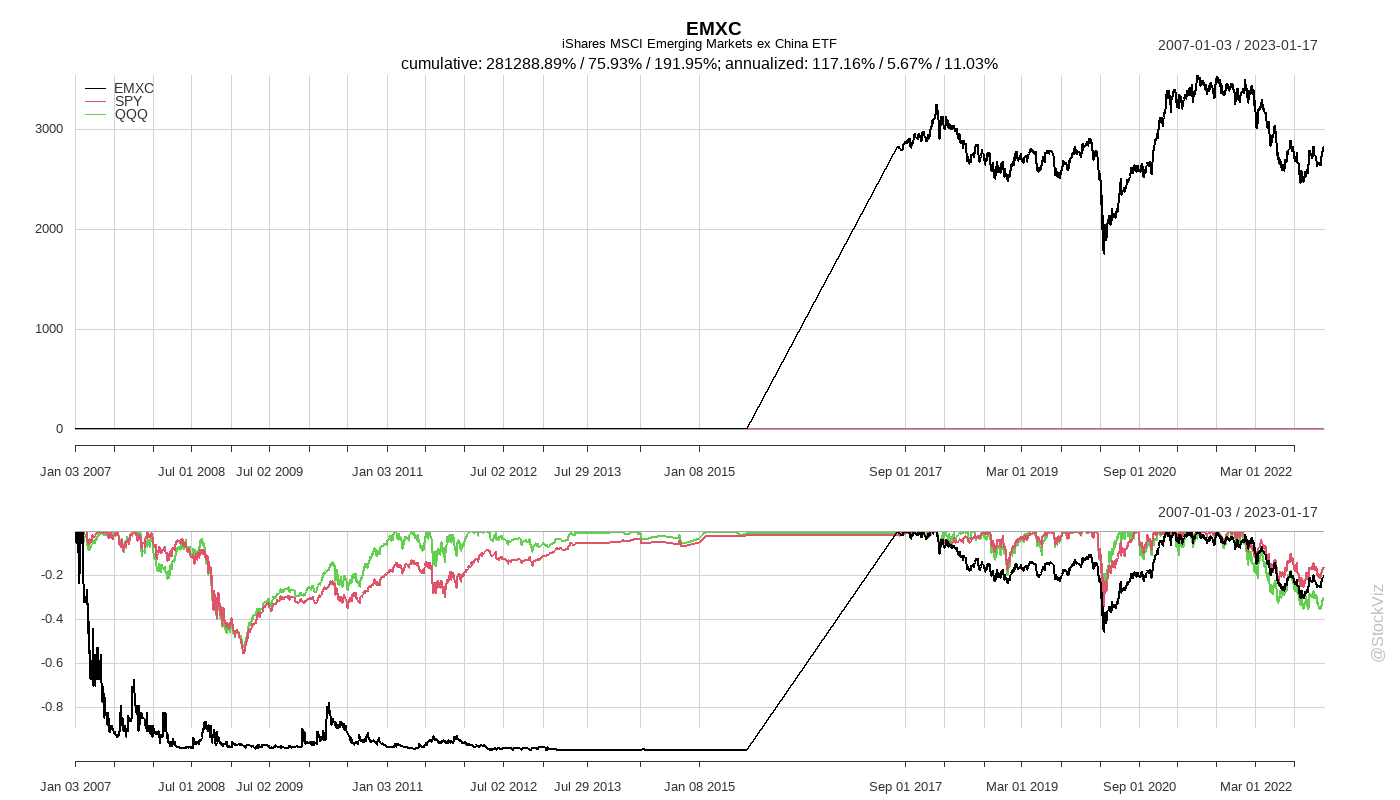 EMXC
iShares MSCI Emerging Markets ex China ETF
2007-01-03 / 2023-01-17
cumulative: 281288.89% / 75.93% / 191.95%; annualized: 117.16% / 5.67% / 11.03%
EMXC
SPY
QQQ
3000
2000
1000
0
Jan 03 2007 Jul 01 2008 Jul 02 2009 Jan 03 2011 Jul 02 2012 Jul 29 2013 Jan 08 2015 Sep 01 2017 Mar 01 2019 Sep 01 2020 Mar 01 2022
2007-01-03 / 2023-01-17
-0.2
-0.4
-0.6
-0.8
Jan 03 2007 Jul 01 2008 Jul 02 2009 Jan 03 2011 Jul 02 2012 Jul 29 2013 Jan 08 2015 Sep 01 2017 Mar 01 2019 Sep 01 2020 Mar 01 2022
@StockViz